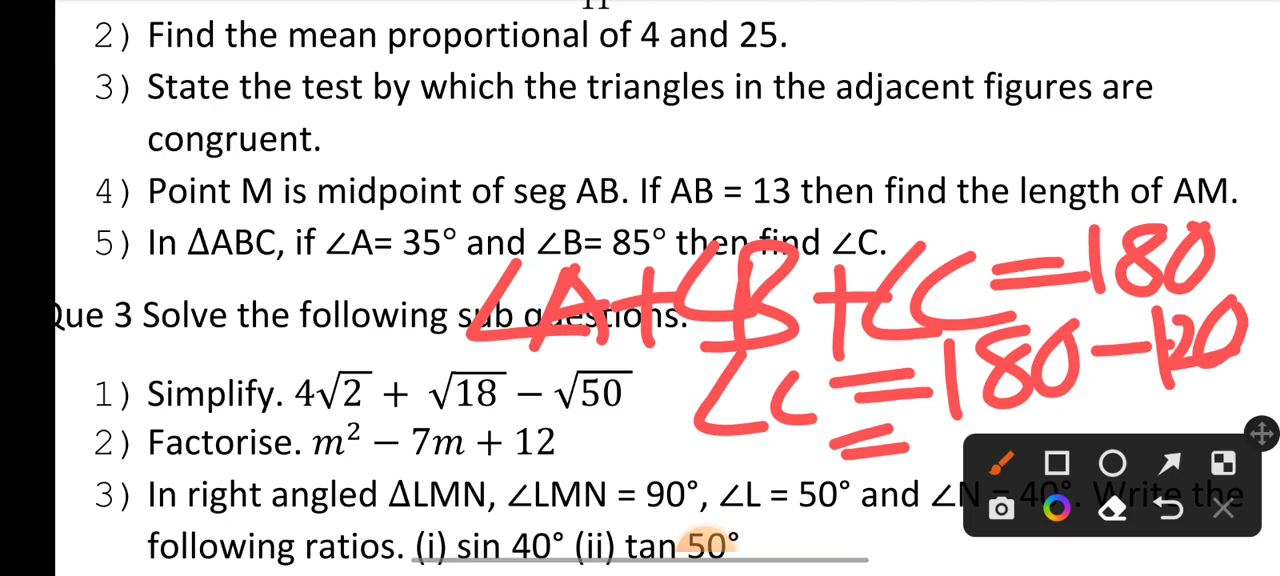 2) Find the mean proportional of 4 and 25.
3) State the test by which the triangles in the adjacent figures are
congruent.
4) Point M is midpoint of seg AB. If AB = 13 then find the length of AM.
5) In ΔABC, if ∠A= 35° and ∠B= 85° then find ∠C.
∠A+∠B+∠C=180
Que 3 Solve the following sub questions.
∠C=180-120
=
1) Simplify. 4√2 + √18 − √50
2) Factorise. m² − 7m + 12
3) In right angled ΔLMN, ∠LMN = 90°, ∠L = 50° and ∠N = 40°. Write the
following ratios. (i) sin 40° (ii) tan 50°